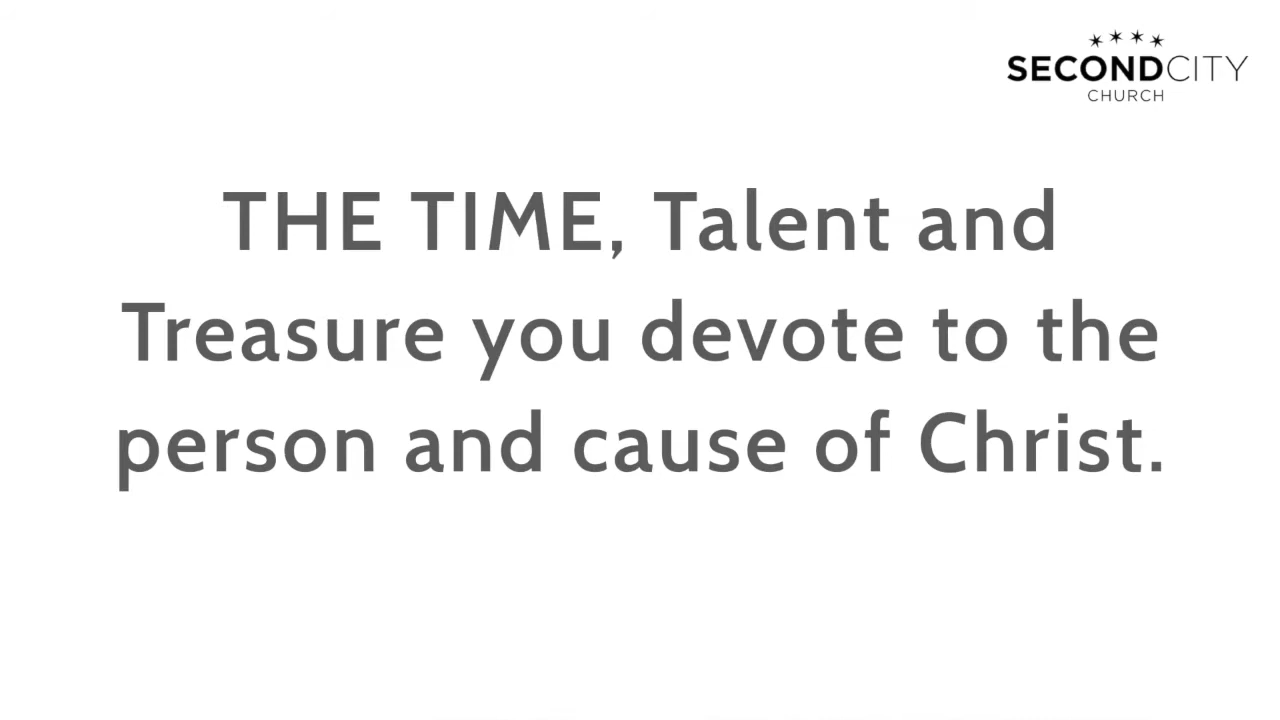 SECONDCITY
CHURCH
THE TIME, Talent and
Treasure you devote to the
person and cause of Christ.